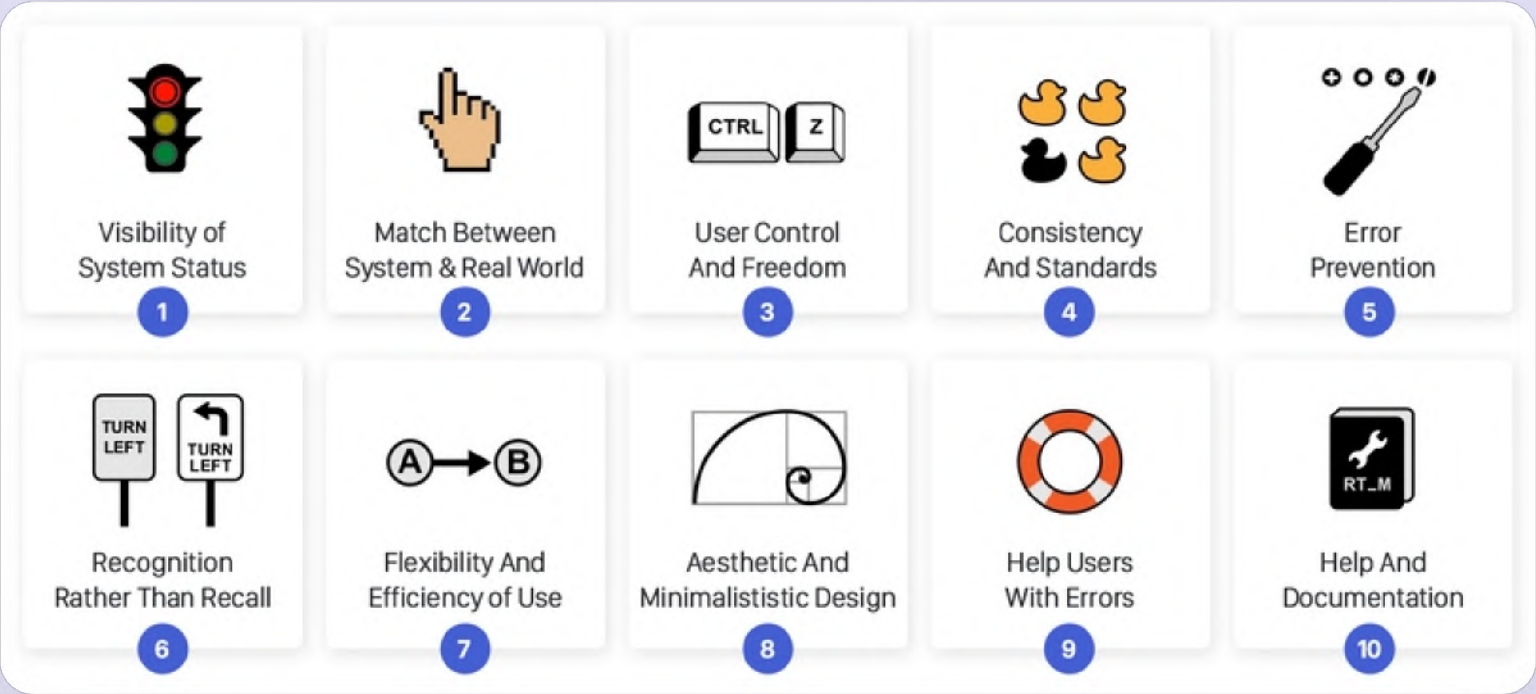 CTRL Z
Visibility of
System Status
1
Match Between
System & Real World
2
User Control
And Freedom
3
Consistency
And Standards
4
Error
Prevention
5
TURN
LEFT
TURN
LEFT
Recognition
Rather Than Recall
6
A B
Flexibility And
Efficiency of Use
7
Aesthetic And
Minimalististic Design
8
Help Users
With Errors
9
RT_M
Help And
Documentation
10